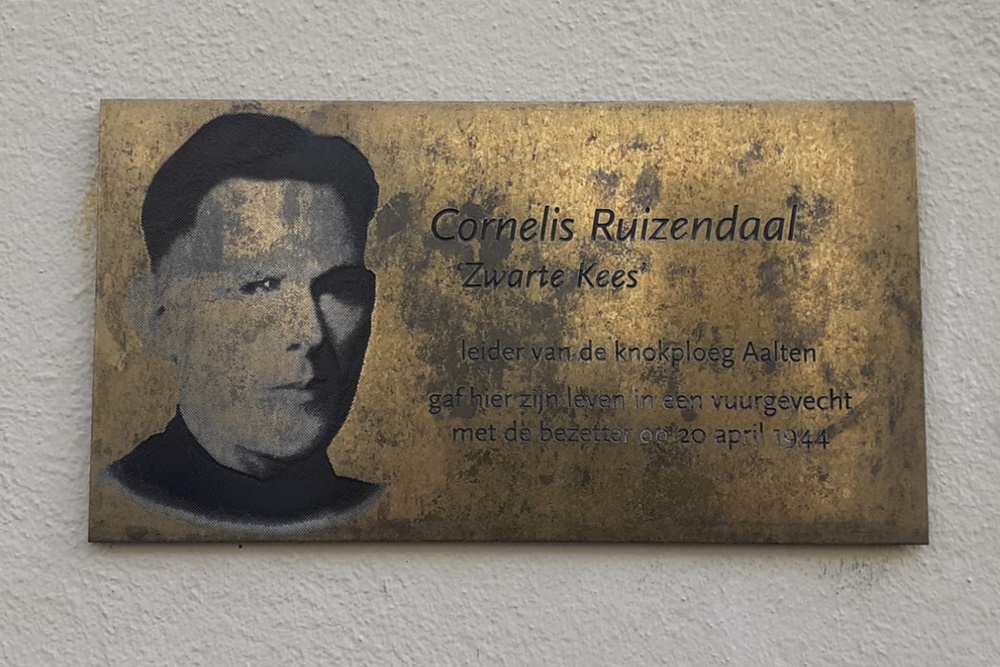 Cornelis Ruizendaal
'Zwarte Kees'
leider van de knokploeg Aalten
gaf hier zijn leven in een vuurgevecht
met de bezetter op 20 april 1944